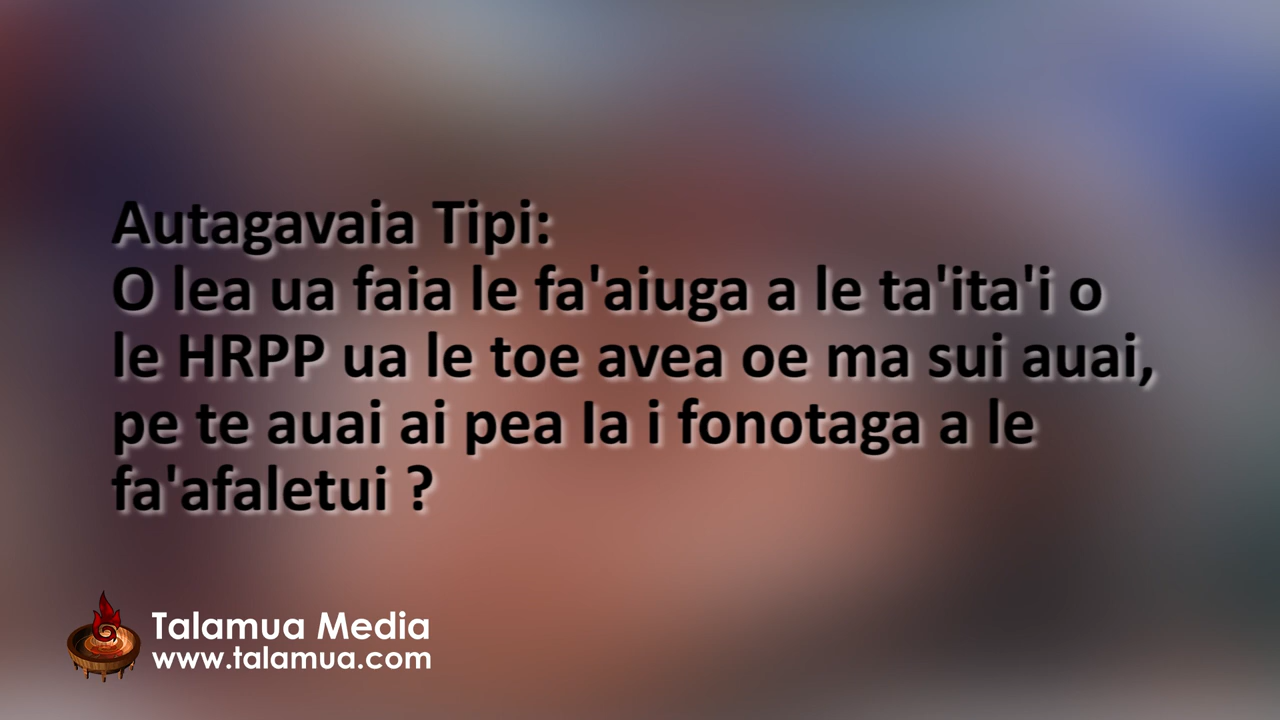 Autagavaia Tipi:
O lea ua faia le fa'aiuga a le ta'ita'i o
le HRPP ua le toe avea oe ma sui auai,
pe te auai ai pea Ia i fonotaga a le
fa'afaletui ?
Talamua Media
www.talamua.com